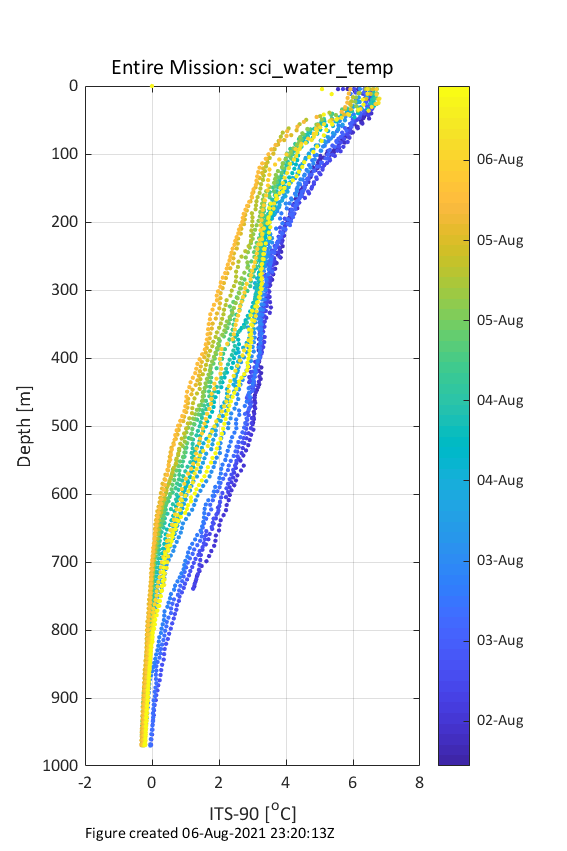 Entire Mission: sci_water_temp
0
100
200
300
400
500
600
700
800
900
1000
Depth [m]
-2 0 2 4 6 8
ITS-90 [°C]
06-Aug
05-Aug
05-Aug
04-Aug
04-Aug
03-Aug
03-Aug
02-Aug
Figure created 06-Aug-2021 23:20:13Z